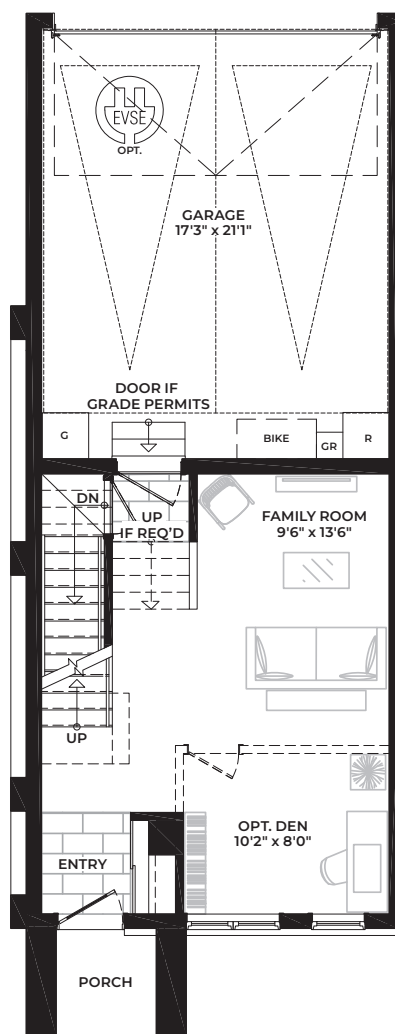 EVSE
OPT.
GARAGE
17'3" x 21'1"
DOOR IF
GRADE PERMITS
G
BIKE
GR
R
DN
UP
IF REQ'D
FAMILY ROOM
9'6" x 13'6"
UP
OPT. DEN
10'2" x 8'0"
ENTRY
PORCH